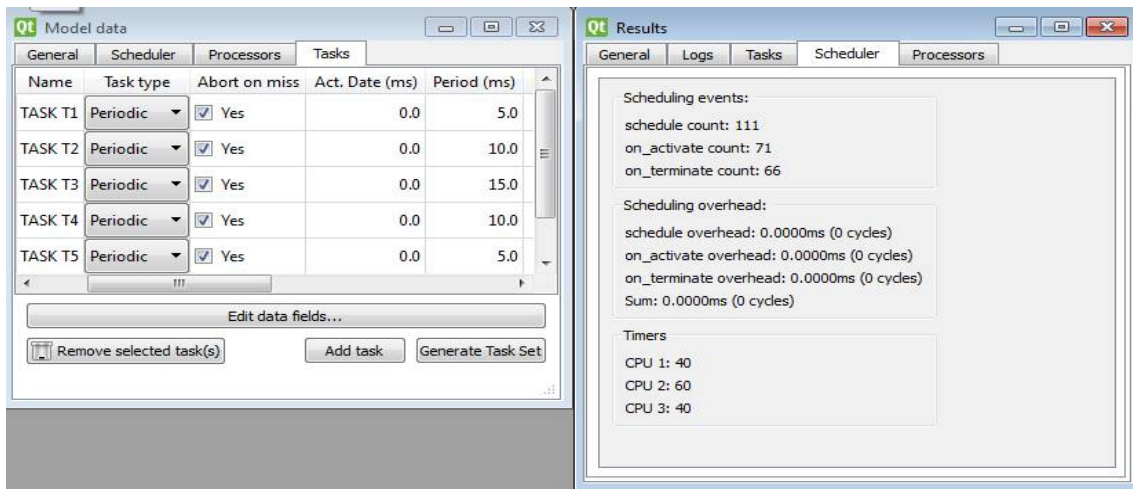 Qt Model data
General Scheduler Processors Tasks
Name Task type Abort on miss Act. Date (ms) Period (ms)
TASK T1 Periodic Yes 0.0 5.0
TASK T2 Periodic Yes 0.0 10.0
TASK T3 Periodic Yes 0.0 15.0
TASK T4 Periodic Yes 0.0 10.0
TASK T5 Periodic Yes 0.0 5.0
Edit data fields...
Remove selected task(s) Add task Generate Task Set
Qt Results
General Logs Tasks Scheduler Processors
Scheduling events:
schedule count: 111
on_activate count: 71
on_terminate count: 66
Scheduling overhead:
schedule overhead: 0.0000ms (0 cycles)
on_activate overhead: 0.0000ms (0 cycles)
on_terminate overhead: 0.0000ms (0 cycles)
Sum: 0.0000ms (0 cycles)
Timers
CPU 1: 40
CPU 2: 60
CPU 3: 40